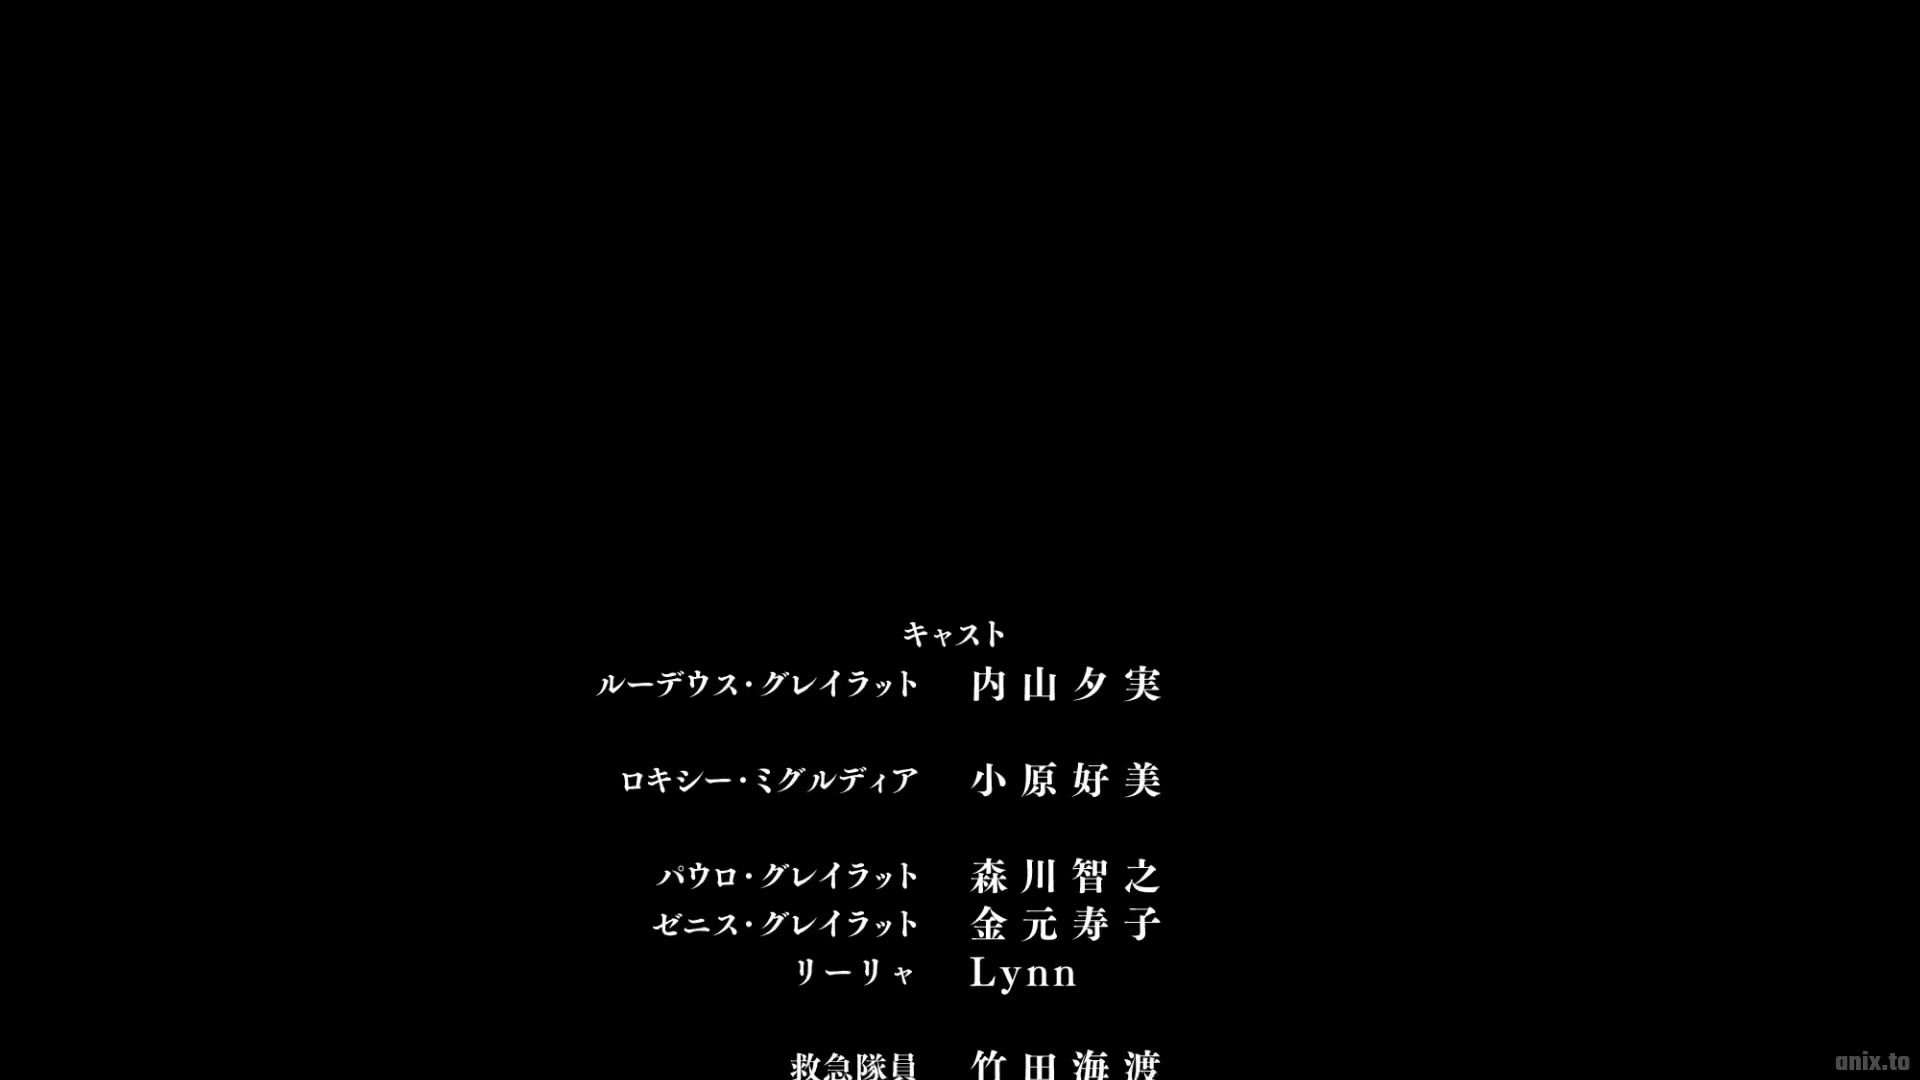 キャスト
ルーデウス・グレイラット 内山夕実
ロキシー・ミグルディア 小原好美
パウロ・グレイラット 森川智之
ゼニス・グレイラット 金元寿子
リーリャ Lynn
救急隊員 竹田海渡
anix.to